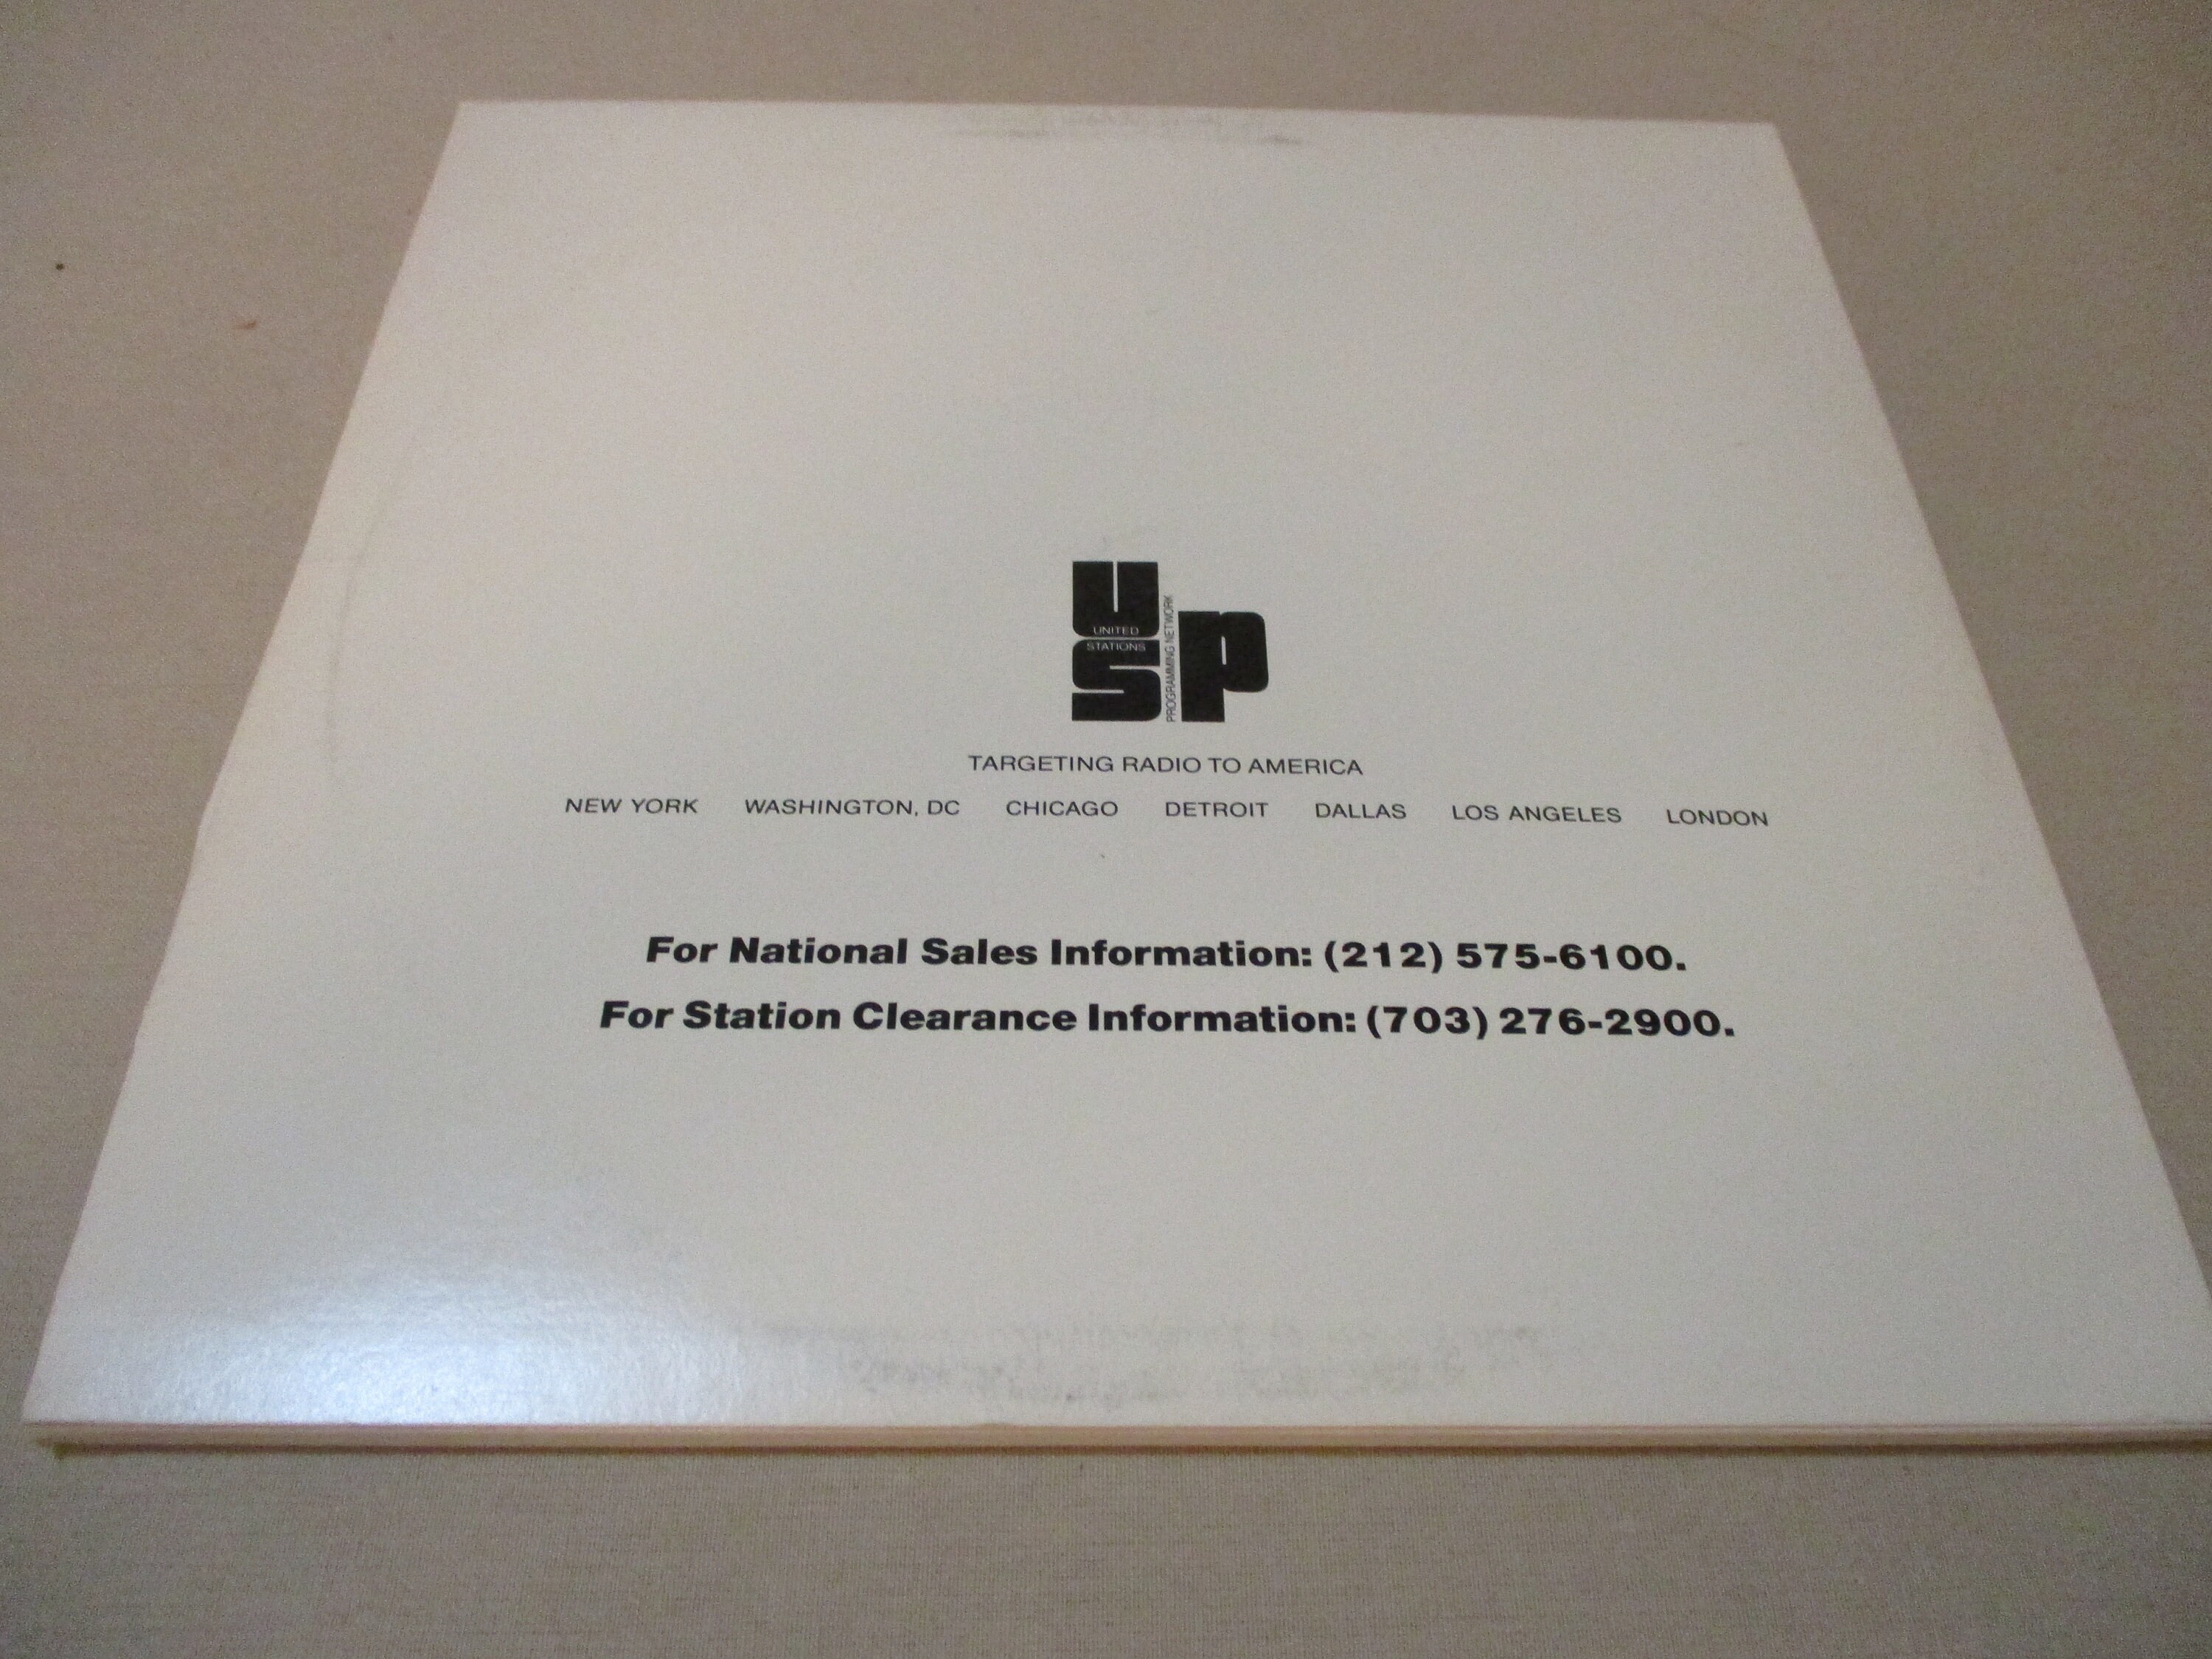 US
UNITED
STATIONS
PROGRAMMING NETWORK
P
TARGETING RADIO TO AMERICA
NEW YORK WASHINGTON, DC CHICAGO DETROIT DALLAS LOS ANGELES LONDON
For National Sales Information: (212) 575-6100.
For Station Clearance Information: (703) 276-2900.